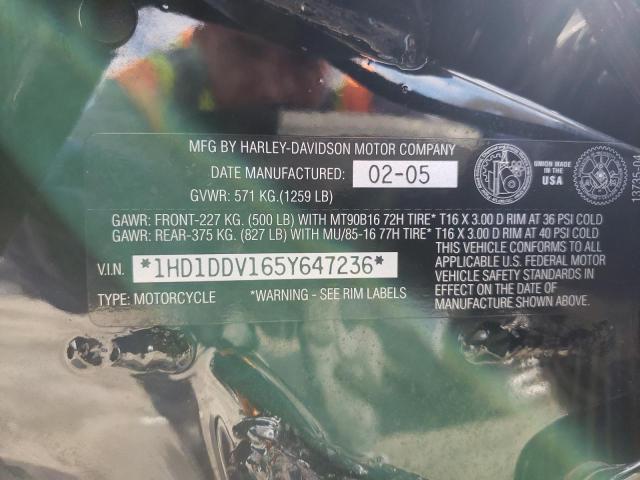 MFG BY HARLEY-DAVIDSON MOTOR COMPANY
DATE MANUFACTURED: 02-05
GVWR: 571 KG.(1259 LB)
UNION MADE
IN
THE
USA
GAWR: FRONT-227 KG. (500 LB) WITH MT90B16 72H TIRE* T16 X 3.00 D RIM AT 36 PSI COLD
GAWR: REAR-375 KG. (827 LB) WITH MU/85-16 77H TIRE* T16 X 3.00 D RIM AT 40 PSI COLD
V.I.N. *1HD1DDV165Y647236*
THIS VEHICLE CONFORMS TO ALL
APPLICABLE U.S. FEDERAL MOTOR
VEHICLE SAFETY STANDARDS IN
EFFECT ON THE DATE OF
MANUFACTURE SHOWN ABOVE.
TYPE: MOTORCYCLE *WARNING - SEE RIM LABELS